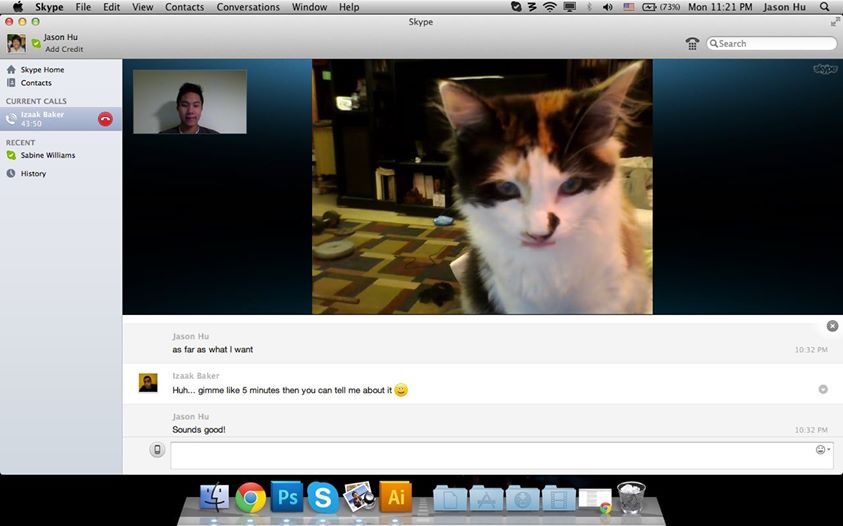 Skype File Edit View Contacts Conversations Window Help (73%) Mon 11:21 PM Jason Hu
Skype
Jason Hu
Add Credit
Search
Skype Home
Contacts
CURRENT CALLS
Izaak Baker
43:50
RECENT
Sabine Williams
History
skype
Jason Hu
as far as what I want 10:32 PM
Izaak Baker
Huh... gimme like 5 minutes then you can tell me about it
Jason Hu
Sounds good! 10:32 PM
Ps S Ai